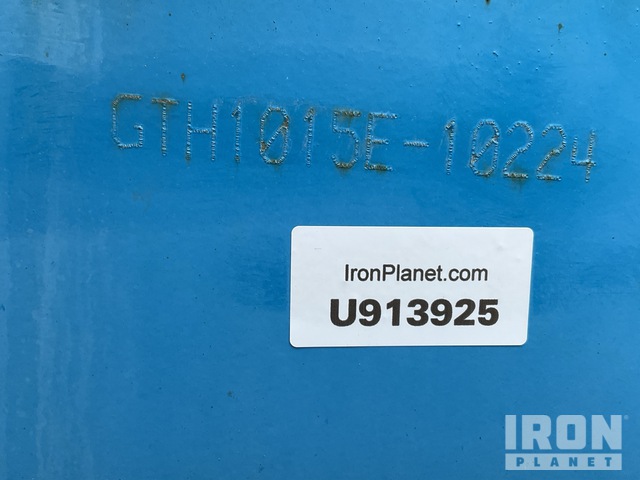 GTH1015E-10224
IronPlanet.com
U913925
IRON
PLANET